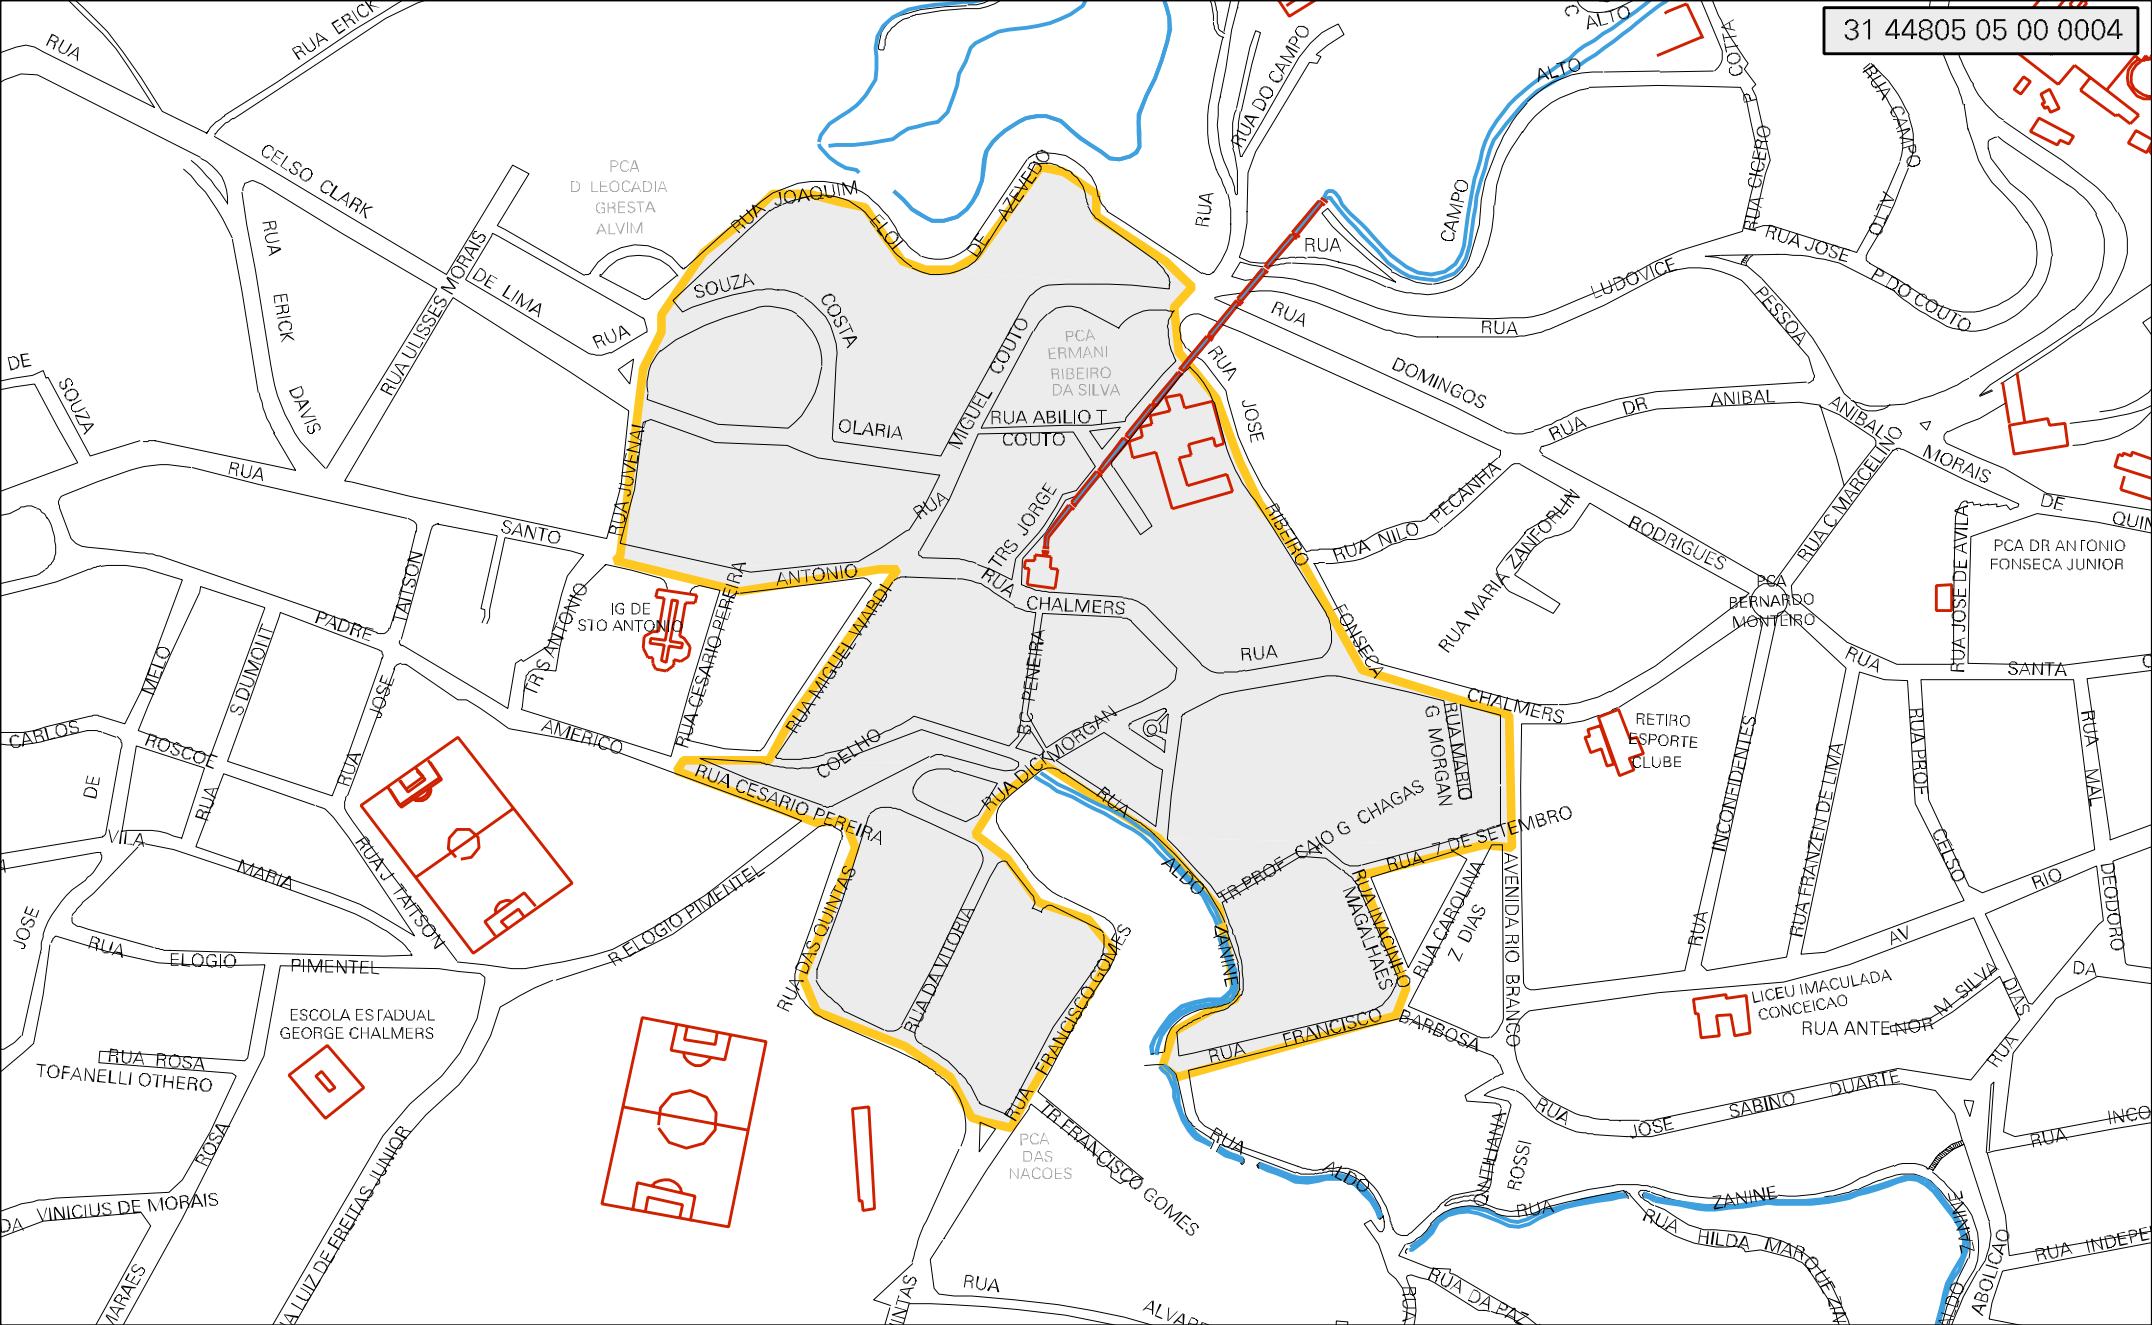 31 44805 05 00 0004
RUA
RUA ERICK
CELSO CLARK
RUA ERICK DAVIS
RUA ULISSES MORAIS
DE LIMA
RUA
PCA
D LEOCADIA
GRESTA
ALVIM
RUA JOAQUIM ELOI DE AZEVEDO
RUA DO CAMPO
RUA
RUA
ALTO
ALTO
CAMPO
COTTA
P
RUA CICERO
RUA CAMPO
ALTO
RUA JOSE
P DO COUTO
LUDOVICE
RUA
PESSOA
RUA
DOMINGOS
RODRIGUES
RUA DR ANIBAL
ANIBAL
MORAIS
DE
RUA C MARCELINO
SOUZA
COSTA
OLARIA
MIGUEL COUTO
RUA
PCA
ERMANI
RIBEIRO
DA SILVA
RUA ABILIO T
COUTO
TRS JORGE
RUA
CHALMERS
RUA
RUA
JOSE
RIBEIRO
FONSECA
CHALMERS
RUA NILO PECANHA
RUA MARIA ZANFORLIN
PCA
BERNARDO
MONTEIRO
RUA JOSE DE AVILA
PCA DR ANTONIO
FONSECA JUNIOR
RUA
SANTA
DE
SOUZA
RUA
SANTO
ANTONIO
RUA JUVENAL
TAITSON
TRS ANTONIO
IG DE
STO ANTONIO
RUA CESARIO PEREIRA
RUA MIGUEL WARDI
PADRE
AMERICO
COELHO
MELO
S DUMONT
JOSE
RUA
CARLOS
ROSCOE
DE
RUA
VILA
MARIA
RUA J TAITSON
RUA CESARIO PEREIRA
BC PENEIRA
RUA DICK MORGAN
RUA
ALDO
ZANINE
TR PROF CAIO G CHAGAS
RUA MARIO
G MORGAN
RUA 7 DE SETEMBRO
RUA INACINHO
MAGALHAES
RUA CAROLINA
Z DIAS
AVENIDA RIO BRANCO
RETIRO
ESPORTE
CLUBE
INCONFIDENTES
RUA
RUA FRANZEN DE LIMA
RUA PROF
CELSO
DIAS
RUA MAL
DEODORO
RIO
AV
DA
LICEU IMACULADA
CONCEICAO
RUA ANTENOR M SILVA
RUA
JOSE
RUA
ELOGIO
PIMENTEL
R ELOGIO PIMENTEL
RUA DAS QUINTAS
RUA DA VITORIA
RUA FRANCISCO GOMES
RUA
FRANCISCO
BARBOSA
ESCOLA ESTADUAL
GEORGE CHALMERS
RUA ROSA
TOFANELLI OTHERO
ROSA
DA
VINICIUS DE MORAIS
LUIZ DE FREITAS JUNIOR
PCA
DAS
NACOES
TR FRANCISCO GOMES
RUA
ALDO
RUA
JOSE
SABINO
DUARTE
ROSSI
RUA
ZANINE
RUA
HILDA
ZANINE
ABOLICAO
RUA
RUA
RUA DA PAZ
RUA
RUA